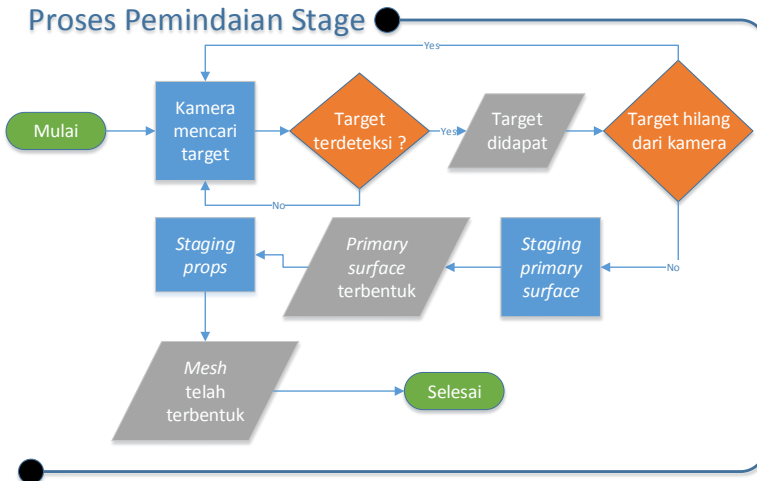 Proses Pemindaian Stage
Yes
Mulai
Kamera
mencari
target
Target
terdeteksi ?
Yes
Target
didapat
Target hilang
dari kamera
No
Staging
props
Primary
surface
terbentuk
Staging
primary
surface
No
Mesh
telah
terbentuk
Selesai